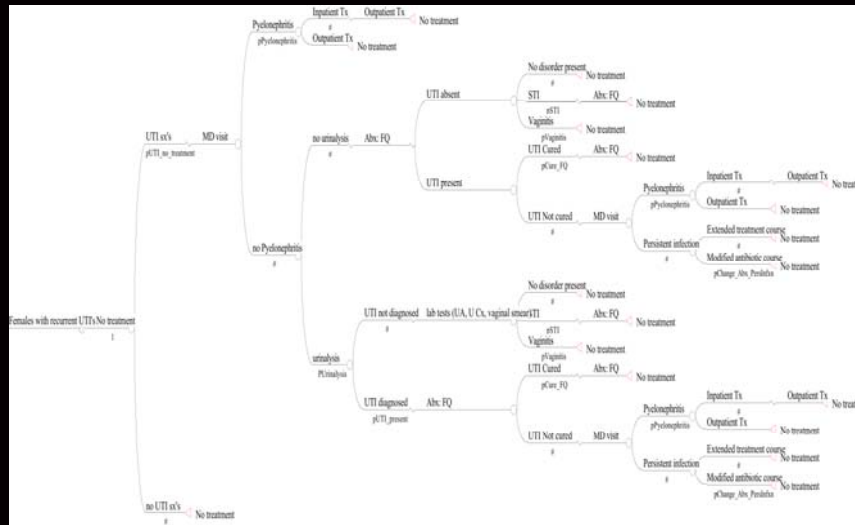 Females with recurrent UTI's No treatment
1
UTI sx's
pUTI_no_treatment
MD visit
Pyelonephritis
pPyelonephritis
Inpatient Tx
#
Outpatient Tx
No treatment
Outpatient Tx
No treatment
no Pyelonephritis
#
no urinalysis
#
Abx: FQ
UTI absent
No disorder present
#
No treatment
STI
#STI
Abx: FQ
No treatment
Vaginitis
pVaginitis
No treatment
UTI present
UTI Cured
pCure_FQ
Abx: FQ
No treatment
UTI Not cured
#
MD visit
Pyelonephritis
pPyelonephritis
Inpatient Tx
#
Outpatient Tx
No treat
Outpatient Tx
No treatment
Persistent infection
#
Extended treatment course
#
No treatment
Modified antibiotic course
pChange_Abx_PersInfxn
No treatment
urinalysis
PUrinalysis
UTI not diagnosed
#
lab tests (UA, U Cx, vaginal smear)
No disorder present
#
No treatment
STI
#STI
Abx: FQ
No treatment
Vaginitis
pVaginitis
No treatment
UTI diagnosed
pUTI_present
Abx: FQ
UTI Cured
pCure_FQ
Abx: FQ
No treatment
UTI Not cured
#
MD visit
Pyelonephritis
pPyelonephritis
Inpatient Tx
#
Outpatient Tx
No treat
Outpatient Tx
No treatment
Persistent infection
#
Extended treatment course
#
No treatment
Modified antibiotic course
pChange_Abx_PersInfxn
No treatment
no UTI sx's
#
No treatment